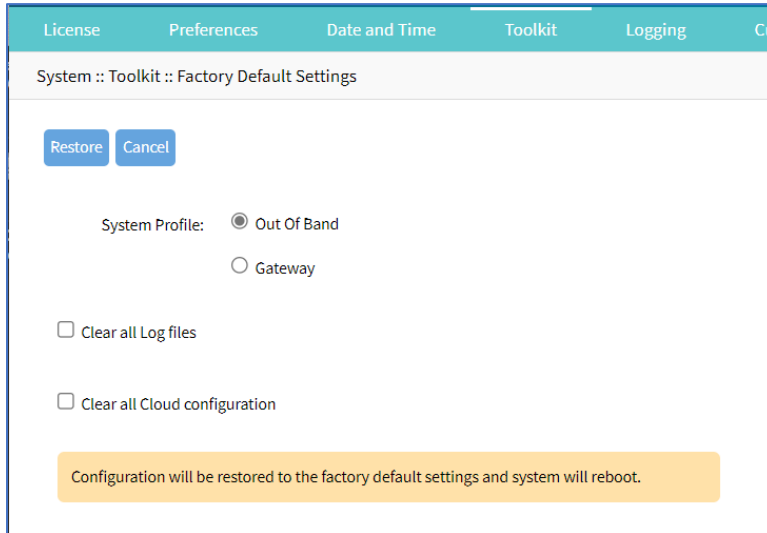 License Preferences Date and Time Toolkit Logging
System :: Toolkit :: Factory Default Settings
Restore Cancel
System Profile: Out Of Band
Gateway
Clear all Log files
Clear all Cloud configuration
Configuration will be restored to the factory default settings and system will reboot.